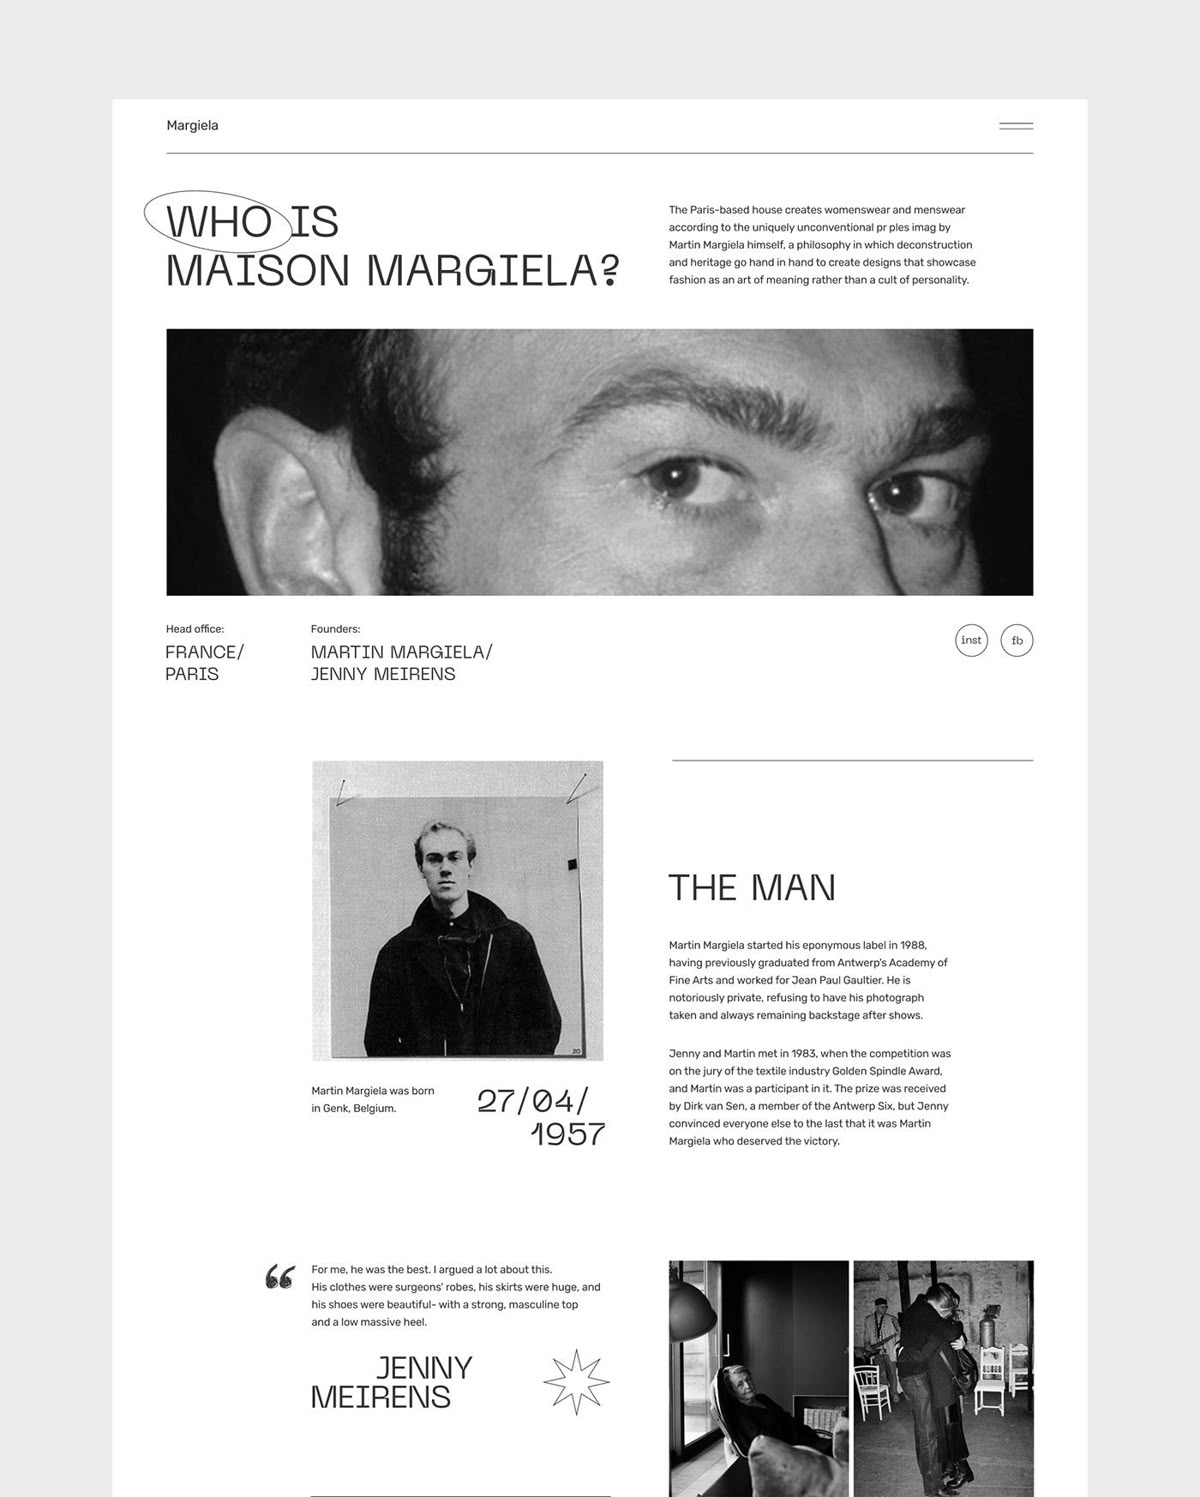 Margiela
WHO IS
MAISON MARGIELA?
The Paris-based house creates womenswear and menswear
according to the uniquely unconventional pr ples imag by
Martin Margiela himself, a philosophy in which deconstruction
and heritage go hand in hand to create designs that showcase
fashion as an art of meaning rather than a cult of personality.
Head office:
FRANCE/
PARIS
Founders:
MARTIN MARGIELA/
JENNY MEIRENS
inst
fb
20
Martin Margiela was born
in Genk, Belgium.
27/04/
1957
THE MAN
Martin Margiela started his eponymous label in 1988,
having previously graduated from Antwerp's Academy of
Fine Arts and worked for Jean Paul Gaultier. He is
notoriously private, refusing to have his photograph
taken and always remaining backstage after shows.
Jenny and Martin met in 1983, when the competition was
on the jury of the textile industry Golden Spindle Award,
and Martin was a participant in it. The prize was received
by Dirk van Sen, a member of the Antwerp Six, but Jenny
convinced everyone else to the last that it was Martin
Margiela who deserved the victory.
“
For me, he was the best. I argued a lot about this.
His clothes were surgeons' robes, his skirts were huge, and
his shoes were beautiful- with a strong, masculine top
and a low massive heel.
JENNY
MEIRENS